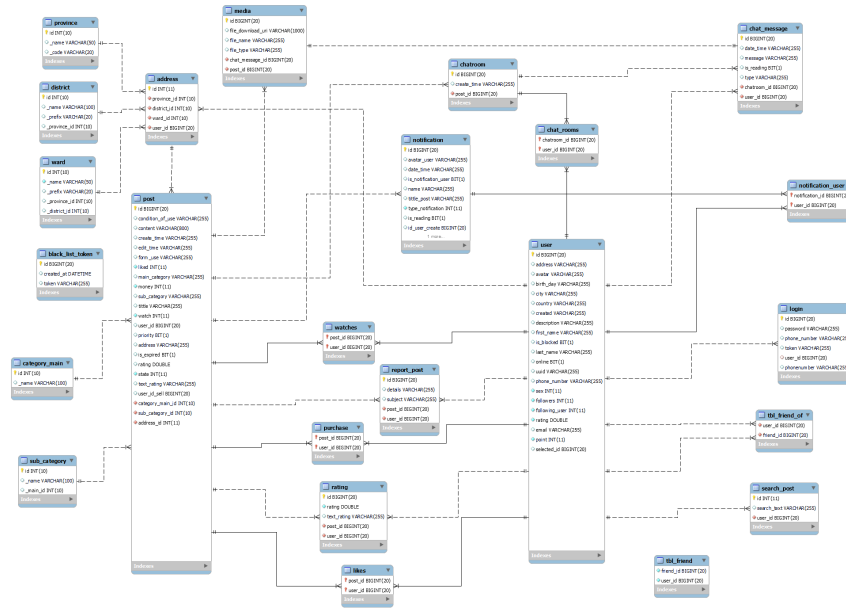 province
id INT(10)
_name VARCHAR(50)
_code VARCHAR(20)
Indexes
district
id INT(10)
_name VARCHAR(100)
_prefix VARCHAR(20)
_province_id INT(10)
Indexes
ward
id INT(10)
_name VARCHAR(50)
_prefix VARCHAR(20)
_province_id INT(10)
_district_id INT(10)
Indexes
black_list_token
id BIGINT(20)
created_at DATETIME
token VARCHAR(255)
Indexes
category_main
id INT(10)
_name VARCHAR(100)
Indexes
sub_category
id INT(10)
_name VARCHAR(100)
_main_id INT(10)
Indexes
address
id INT(11)
province_id INT(10)
district_id INT(10)
ward_id INT(10)
user_id BIGINT(20)
Indexes
post
id BIGINT(20)
condition_of_use VARCHAR(255)
content VARCHAR(800)
create_time VARCHAR(255)
edit_time VARCHAR(255)
form_use VARCHAR(255)
liked INT(11)
main_category VARCHAR(255)
money INT(11)
sub_category VARCHAR(255)
title VARCHAR(255)
watch INT(11)
user_id BIGINT(20)
priority BIT(1)
address VARCHAR(255)
is_expired BIT(1)
rating DOUBLE
state INT(11)
text_rating VARCHAR(255)
user_id_sell BIGINT(20)
category_main_id INT(10)
sub_category_id INT(10)
address_id INT(11)
Indexes
media
id BIGINT(20)
file_download_uri VARCHAR(1000)
file_name VARCHAR(255)
file_type VARCHAR(255)
chat_message_id BIGINT(20)
post_id BIGINT(20)
Indexes
watches
post_id BIGINT(20)
user_id BIGINT(20)
Indexes
report_post
id BIGINT(20)
details VARCHAR(255)
subject VARCHAR(255)
post_id BIGINT(20)
user_id BIGINT(20)
Indexes
purchase
post_id BIGINT(20)
user_id BIGINT(20)
Indexes
rating
id BIGINT(20)
rating DOUBLE
text_rating VARCHAR(255)
post_id BIGINT(20)
user_id BIGINT(20)
Indexes
likes
post_id BIGINT(20)
user_id BIGINT(20)
Indexes
chatroom
id BIGINT(20)
create_time VARCHAR(255)
post_id BIGINT(20)
Indexes
notification
id BIGINT(20)
avatar_user VARCHAR(255)
date_time VARCHAR(255)
is_notification_user BIT(1)
name VARCHAR(255)
title_post VARCHAR(255)
type_notification INT(11)
is_reading BIT(1)
id_user_create BIGINT(20)
1 more...
Indexes
chat_rooms
chatroom_id BIGINT(20)
user_id BIGINT(20)
Indexes
user
id BIGINT(20)
address VARCHAR(255)
avatar VARCHAR(255)
birth_day VARCHAR(255)
city VARCHAR(255)
country VARCHAR(255)
created VARCHAR(255)
description VARCHAR(255)
first_name VARCHAR(255)
is_blocked BIT(1)
last_name VARCHAR(255)
online BIT(1)
uuid VARCHAR(255)
phone_number VARCHAR(255)
sex INT(11)
followers INT(11)
following_user INT(11)
rating DOUBLE
email VARCHAR(255)
point INT(11)
selected_id BIGINT(20)
Indexes
chat_message
id BIGINT(20)
date_time VARCHAR(255)
message VARCHAR(255)
is_reading BIT(1)
type VARCHAR(255)
chatroom_id BIGINT(20)
user_id BIGINT(20)
Indexes
notification_user
notification_id BIGINT(2
user_id BIGINT(20)
Indexes
login
id BIGINT(20)
password VARCHAR(255)
phone_number VARCHAR(25
token VARCHAR(255)
user_id BIGINT(20)
phonenumber VARCHAR(255
Indexes
tbl_friend_of
user_id BIGINT(20)
friend_id BIGINT(20)
Indexes
search_post
id INT(11)
search_text VARCHAR(255)
user_id BIGINT(20)
Indexes
tbl_friend
friend_id BIGINT(20)
user_id BIGINT(20)
Indexes